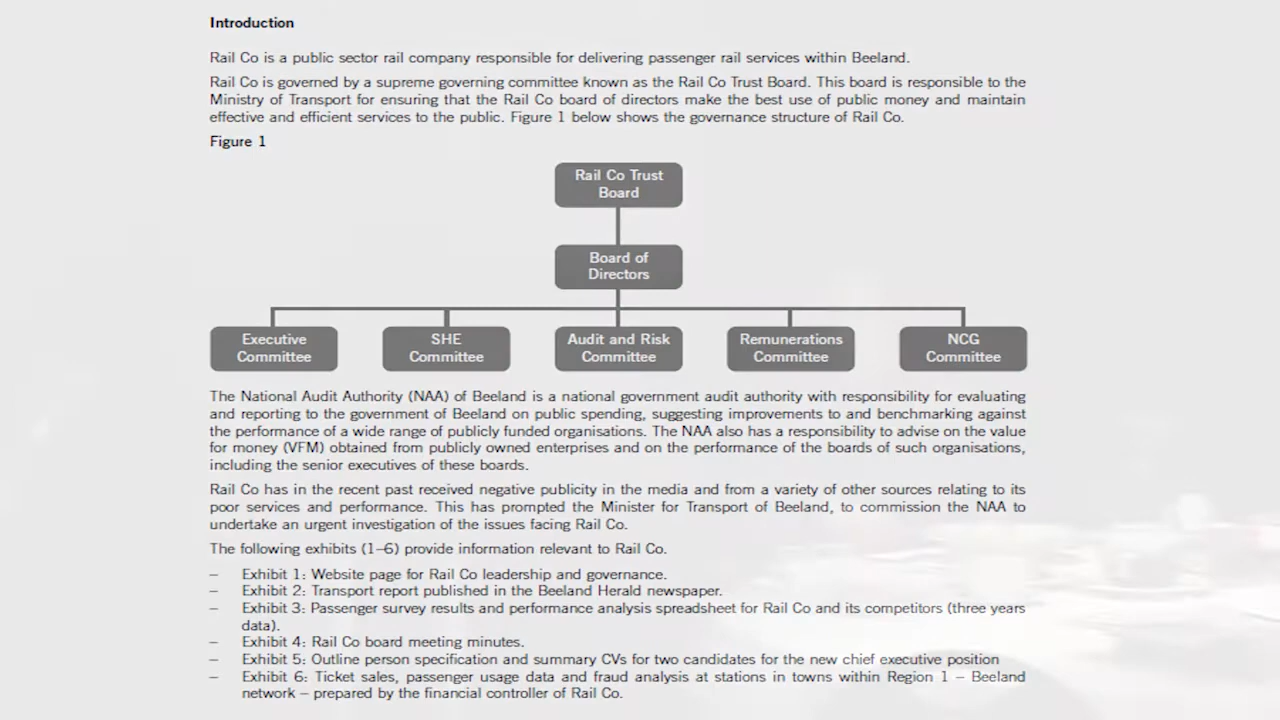 Introduction
Rail Co is a public sector rail company responsible for delivering passenger rail services within Beeland.
Rail Co is governed by a supreme governing committee known as the Rail Co Trust Board. This board is responsible to the
Ministry of Transport for ensuring that the Rail Co board of directors make the best use of public money and maintain
effective and efficient services to the public. Figure 1 below shows the governance structure of Rail Co.
Figure 1
Rail Co Trust
Board
Board of
Directors
Executive
Committee
SHE
Committee
Audit and Risk
Committee
Remunerations
Committee
NCG
Committee
The National Audit Authority (NAA) of Beeland is a national government audit authority with responsibility for evaluating
and reporting to the government of Beeland on public spending, suggesting improvements to and benchmarking against
the performance of a wide range of publicly funded organisations. The NAA also has a responsibility to advise on the value
for money (VFM) obtained from publicly owned enterprises and on the performance of the boards of such organisations,
including the senior executives of these boards.
Rail Co has in the recent past received negative publicity in the media and from a variety of other sources relating to its
poor services and performance. This has prompted the Minister for Transport of Beeland, to commission the NAA to
undertake an urgent investigation of the issues facing Rail Co.
The following exhibits (1–6) provide information relevant to Rail Co.
– Exhibit 1: Website page for Rail Co leadership and governance.
– Exhibit 2: Transport report published in the Beeland Herald newspaper.
– Exhibit 3: Passenger survey results and performance analysis spreadsheet for Rail Co and its competitors (three years
data).
– Exhibit 4: Rail Co board meeting minutes.
– Exhibit 5: Outline person specification and summary CVs for two candidates for the new chief executive position
– Exhibit 6: Ticket sales, passenger usage data and fraud analysis at stations in towns within Region 1 – Beeland
network – prepared by the financial controller of Rail Co.